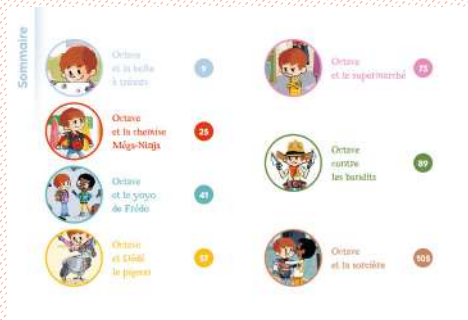 Sommaire
Octave
et la boîte
à trésors
9
Octave
et la chemise
Méga-Ninja
25
Octave
et le yoyo
de Frédo
41
Octave
et Dédé
le pigeon
57
Octave
et le supermarché
73
Octave
contre
les bandits
89
Octave
et la sorcière
105